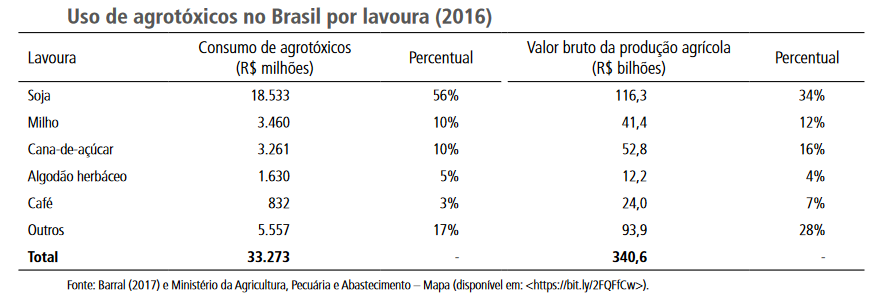 Uso de agrotóxicos no Brasil por lavoura (2016)
Lavoura Consumo de agrotóxicos (R$ milhões) Percentual Valor bruto da produção agrícola (R$ bilhões) Percentual
Soja 18.533 56% 116,3 34%
Milho 3.460 10% 41,4 12%
Cana-de-açúcar 3.261 10% 52,8 16%
Algodão herbáceo 1.630 5% 12,2 4%
Café 832 3% 24,0 7%
Outros 5.557 17% 93,9 28%
Total 33.273 - 340,6 -
Fonte: Barral (2017) e Ministério da Agricultura, Pecuária e Abastecimento – Mapa (disponível em: <https://bit.ly/2FQFfCw>).